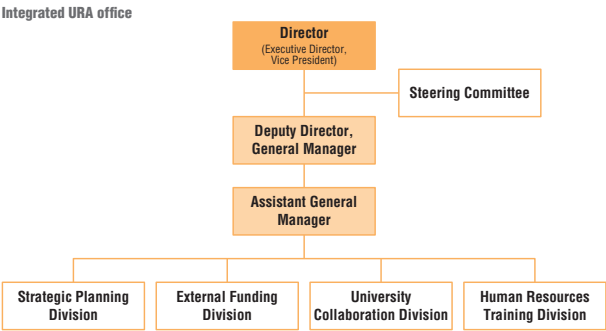 Integrated URA office
Director
(Executive Director,
Vice President)
Steering Committee
Deputy Director,
General Manager
Assistant General
Manager
Strategic Planning
Division
External Funding
Division
University
Collaboration Division
Human Resources
Training Division